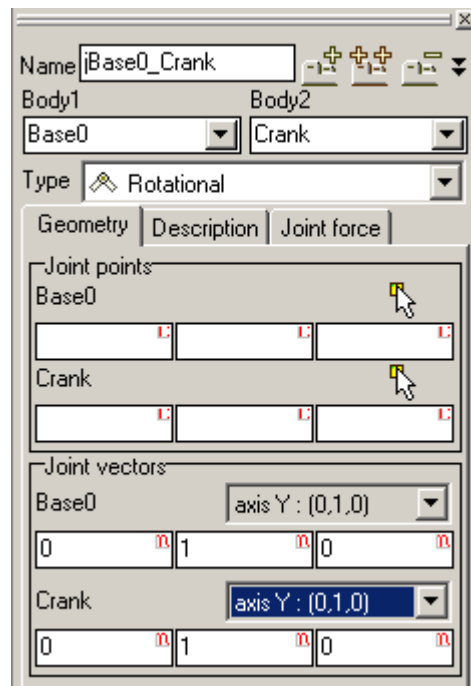 Name jBase0_Crank
Body1 Body2
Base0 Crank
Type Rotational
Geometry Description Joint force
Joint points
Base0
C C C
Crank
C C C
Joint vectors
Base0 axis Y : (0,1,0)
0 n 1 n 0 n
Crank axis Y : (0,1,0)
0 n 1 n 0 n